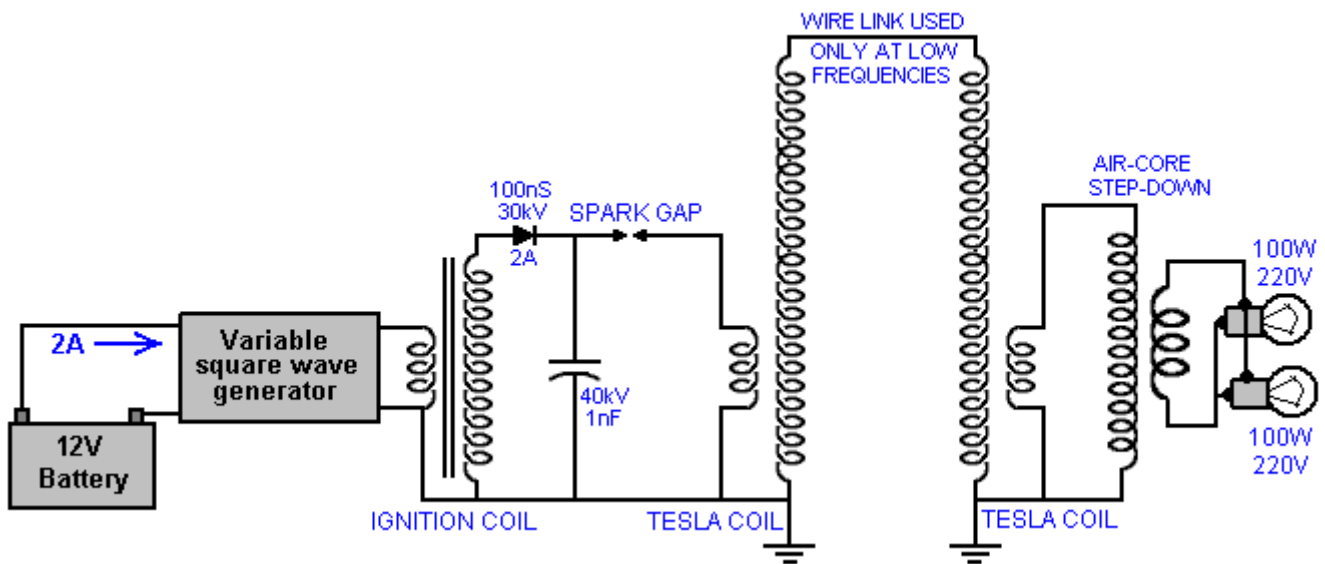 WIRE LINK USED
ONLY AT LOW
FREQUENCIES
AIR-CORE
STEP-DOWN
100nS
30kV
2A
SPARK GAP
100W
220V
2A
Variable
square wave
generator
40kV
1nF
12V
Battery
100W
220V
IGNITION COIL
TESLA COIL
TESLA COIL